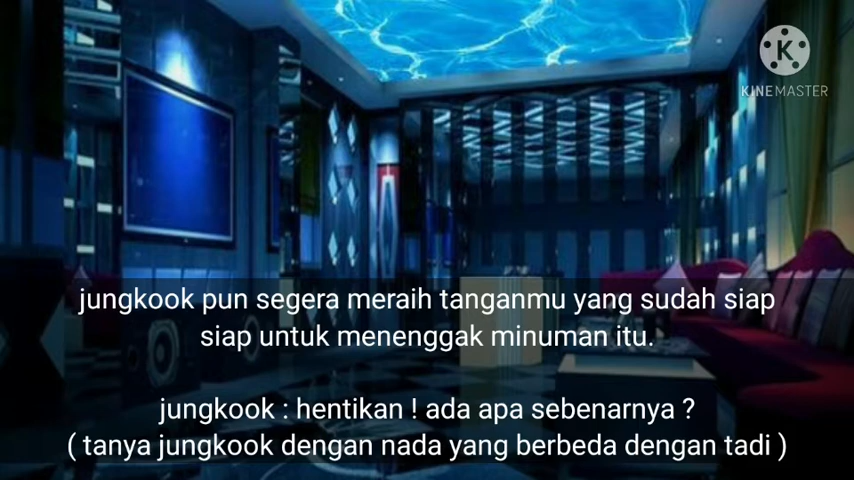 K
KINEMASTER
jungkook pun segera meraih tanganmu yang sudah siap
siap untuk menenggak minuman itu.
jungkook : hentikan ! ada apa sebenarnya ?
( tanya jungkook dengan nada yang berbeda dengan tadi )